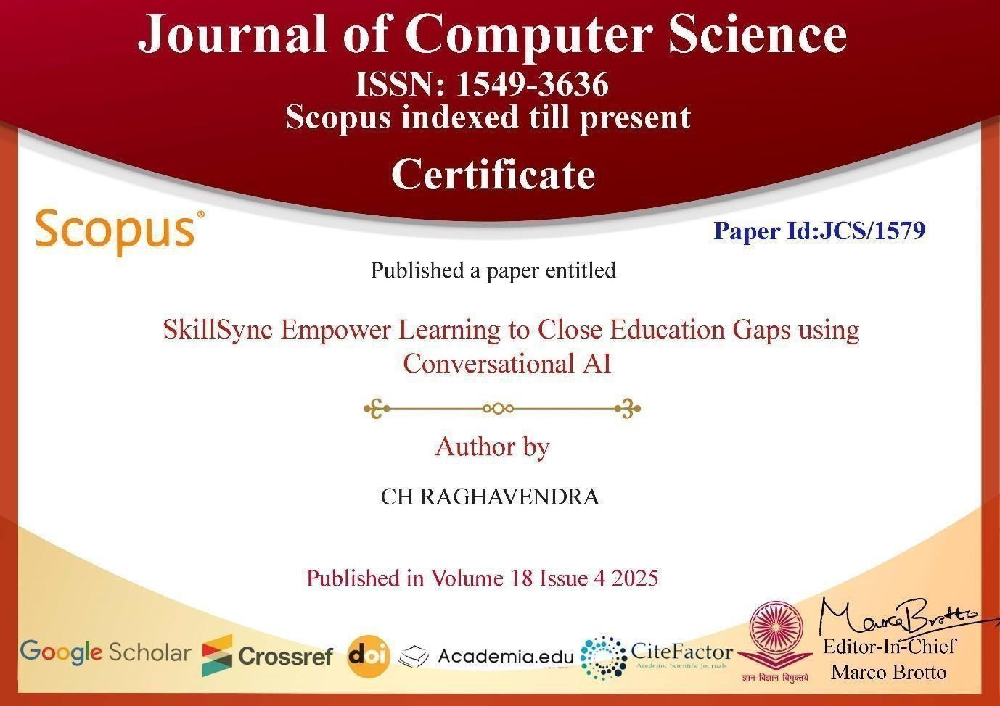 Journal of Computer Science
ISSN: 1549-3636
Scopus indexed till present
Certificate
Scopus®
Paper Id:JCS/1579
Published a paper entitled
SkillSync Empower Learning to Close Education Gaps using
Conversational AI
Author by
CH RAGHAVENDRA
Published in Volume 18 Issue 4 2025
Google Scholar
Crossref
doi
Academia.edu
CiteFactor
Academic Scientific Journals
ज्ञान-विज्ञान विमुक्तये
Marco Brotto
Editor-In-Chief
Marco Brotto